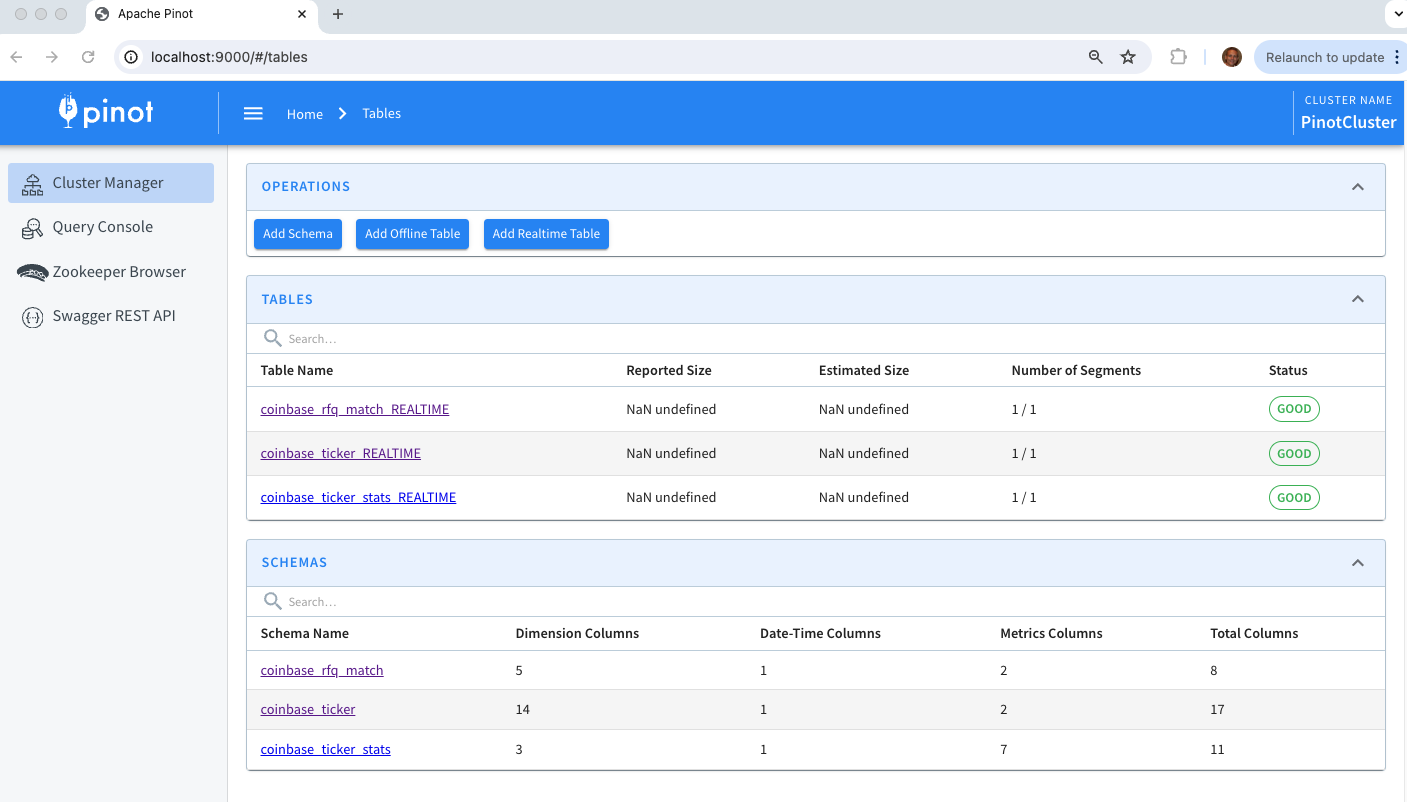 Apache Pinot
localhost:9000/#/tables
Relaunch to update
pinot
Home
Tables
CLUSTER NAME
PinotCluster
Cluster Manager
Query Console
Zookeeper Browser
Swagger REST API
OPERATIONS
Add Schema Add Offline Table Add Realtime Table
TABLES
Search...
Table Name Reported Size Estimated Size Number of Segments Status
coinbase_rfq_match_REALTIME NaN undefined NaN undefined 1 / 1 GOOD
coinbase_ticker_REALTIME NaN undefined NaN undefined 1 / 1 GOOD
coinbase_ticker_stats_REALTIME NaN undefined NaN undefined 1 / 1 GOOD
SCHEMAS
Search...
Schema Name Dimension Columns Date-Time Columns Metrics Columns Total Columns
coinbase_rfq_match 5 1 2 8
coinbase_ticker 14 1 2 17
coinbase_ticker_stats 3 1 7 11